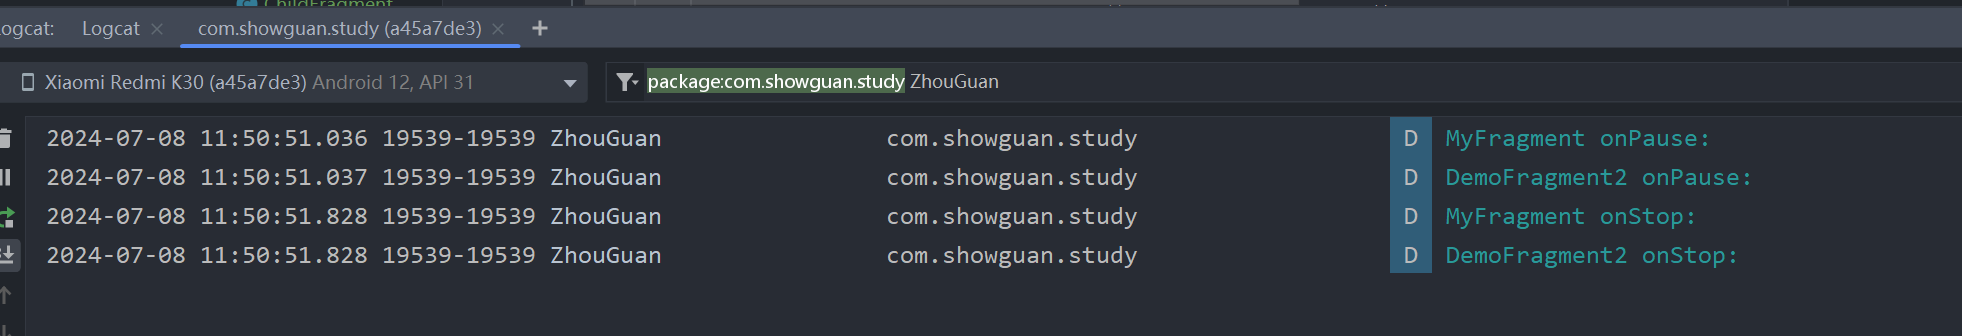 ChildFragment
ogcat: Logcat com.showguan.study (a45a7de3)
Xiaomi Redmi K30 (a45a7de3) Android 12, API 31 package:com.showguan.study ZhouGuan
2024-07-08 11:50:51.036 19539-19539 ZhouGuan com.showguan.study D MyFragment onPause:
2024-07-08 11:50:51.037 19539-19539 ZhouGuan com.showguan.study D DemoFragment2 onPause:
2024-07-08 11:50:51.828 19539-19539 ZhouGuan com.showguan.study D MyFragment onStop:
2024-07-08 11:50:51.828 19539-19539 ZhouGuan com.showguan.study D DemoFragment2 onStop: